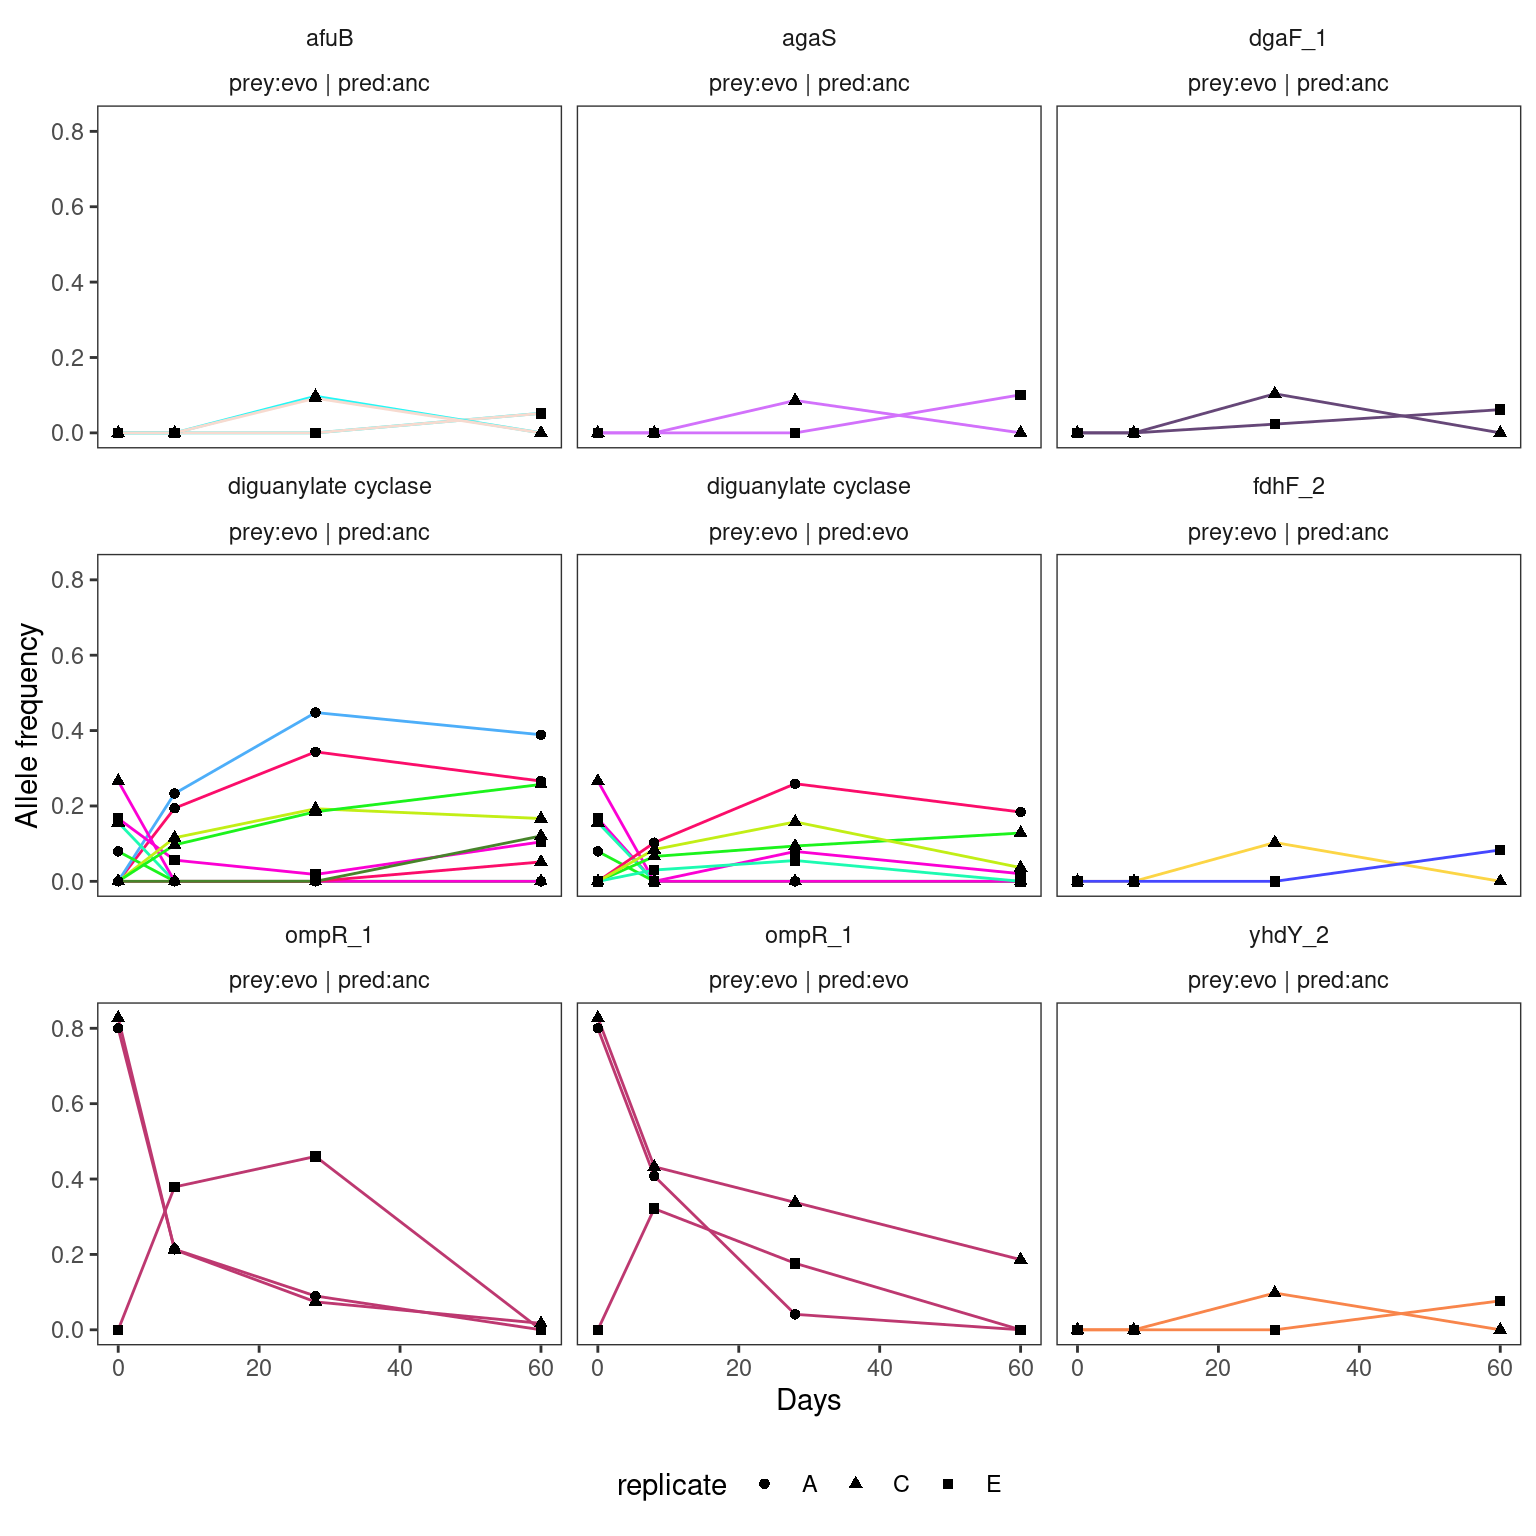 afuB
agaS
dgaF_1
prey:evo | pred:anc
prey:evo | pred:anc
prey:evo | pred:anc
0.8
0.6
0.4
0.2
0.0
diguanylate cyclase
diguanylate cyclase
fdhF_2
prey:evo | pred:anc
prey:evo | pred:evo
prey:evo | pred:anc
0.8
0.6
0.4
0.2
0.0
Allele frequency
ompR_1
ompR_1
yhdY_2
prey:evo | pred:anc
prey:evo | pred:evo
prey:evo | pred:anc
0.8
0.6
0.4
0.2
0.0
0 20 40 60
0 20 40 60
0 20 40 60
Days
replicate A C E